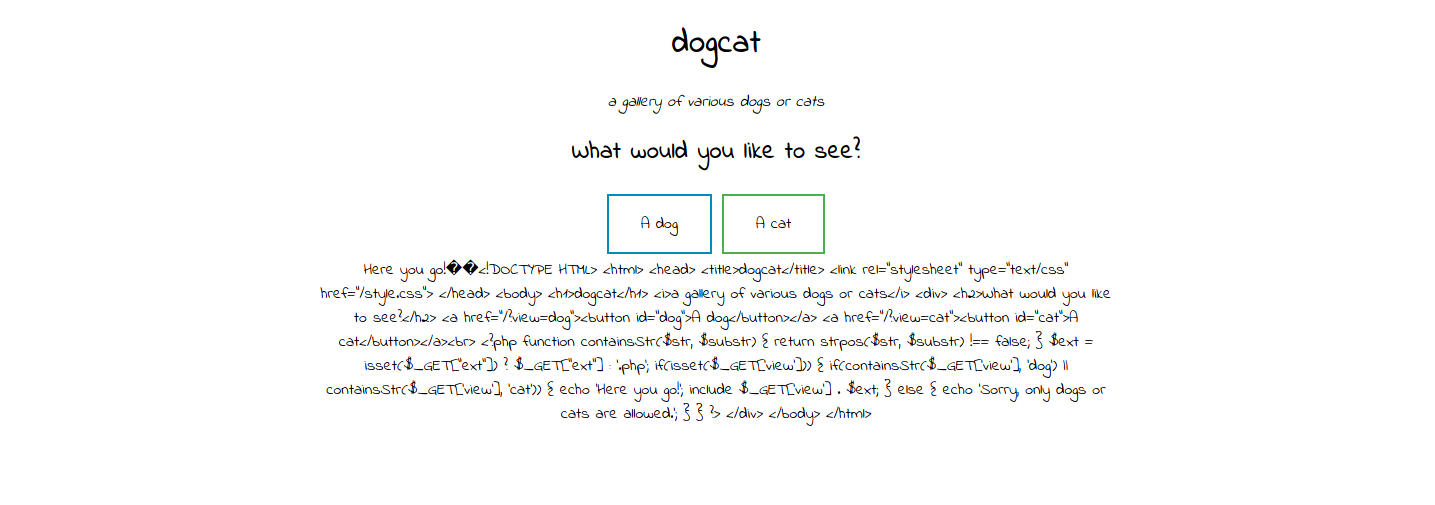 dogcat
a gallery of various dogs or cats
what would you like to see?
A dog
A cat
Here you go!��<!DOCTYPE HTML> <html> <head> <title>dogcat</title> <link rel="stylesheet" type="text/css"
href="/style.css"> </head> <body> <h1>dogcat</h1> <i>a gallery of various dogs or cats</i> <div> <h2>what would you like
to see?</h2> <a href="/?view=dog"><button id="dog">A dog</button></a> <a href="/?view=cat"><button id="cat">A
cat</button></a><br> <?php function containsStr($str, $substr) { return strpos($str, $substr) !== false; } $ext =
isset($_GET["ext"]) ? $_GET["ext"] : '.php'; if(isset($_GET['view'])) { if(containsStr($_GET['view'], 'dog') ||
containsStr($_GET['view'], 'cat')) { echo 'Here you go!'; include $_GET['view'] . $ext; } else { echo 'Sorry, only dogs or
cats are allowed.'; } } ?> </div> </body> </html>